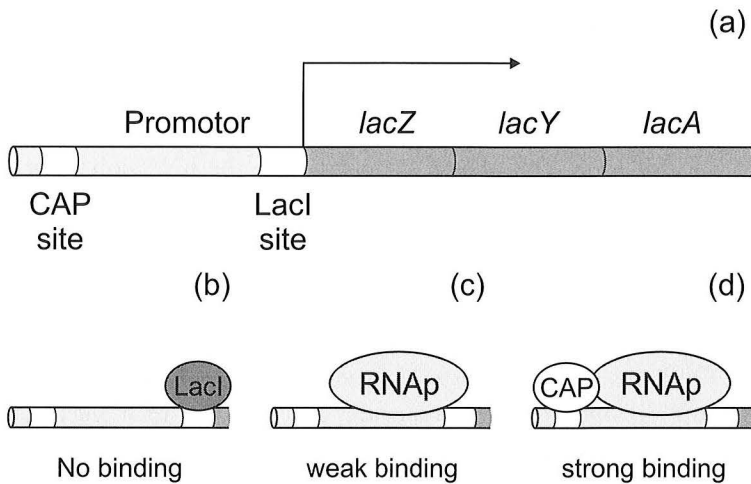 (a)
Promotor lacZ lacY lacA
CAP
site
LacI
site
(b)
LacI
No binding
(c)
RNAp
weak binding
(d)
CAP RNAp
strong binding